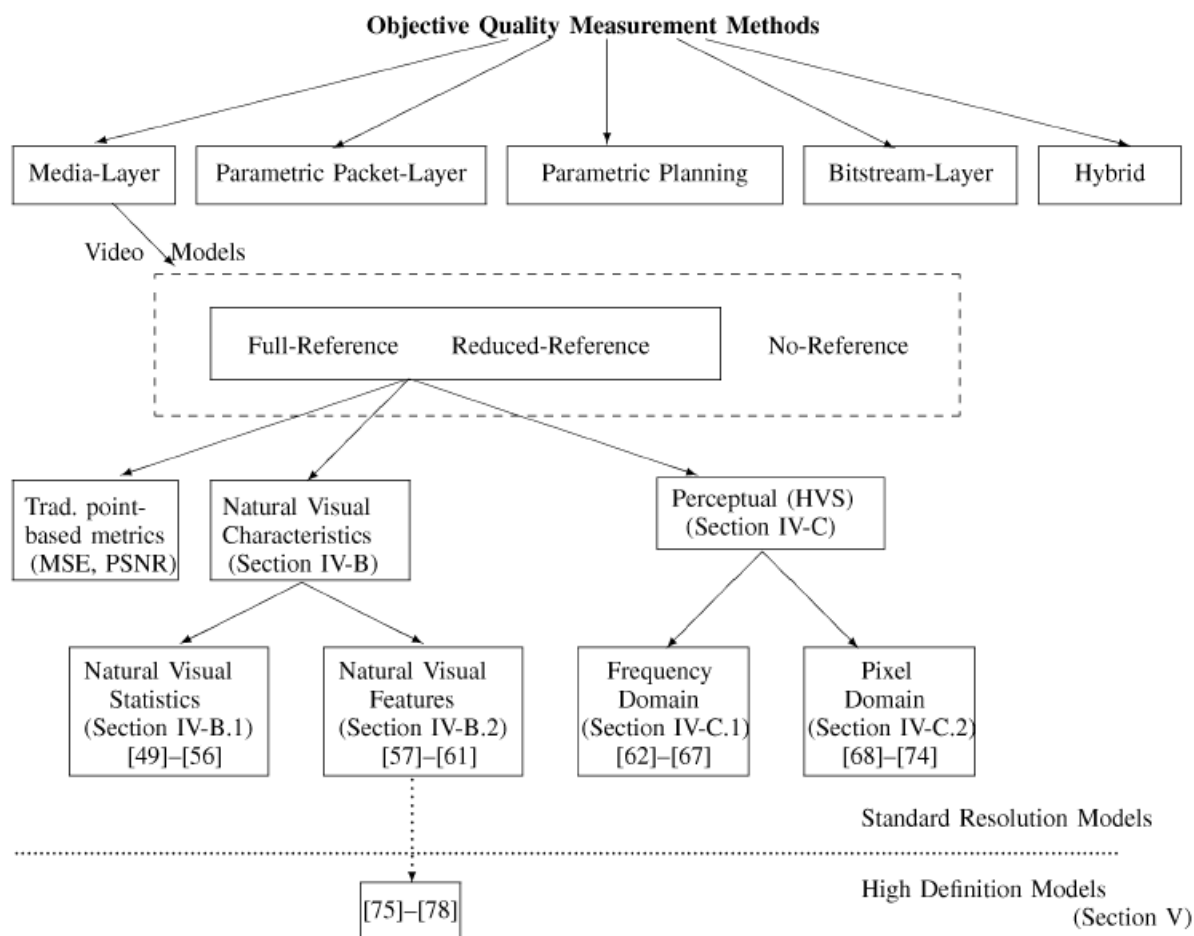 Objective Quality Measurement Methods
Media-Layer
Parametric Packet-Layer
Parametric Planning
Bitstream-Layer
Hybrid
Video Models
Full-Reference
Reduced-Reference
No-Reference
Trad. point-
based metrics
(MSE, PSNR)
Natural Visual
Characteristics
(Section IV-B)
Perceptual (HVS)
(Section IV-C)
Natural Visual
Statistics
(Section IV-B.1)
[49]–[56]
Natural Visual
Features
(Section IV-B.2)
[57]–[61]
Frequency
Domain
(Section IV-C.1)
[62]–[67]
Pixel
Domain
(Section IV-C.2)
[68]–[74]
Standard Resolution Models
[75]–[78]
High Definition Models
(Section V)